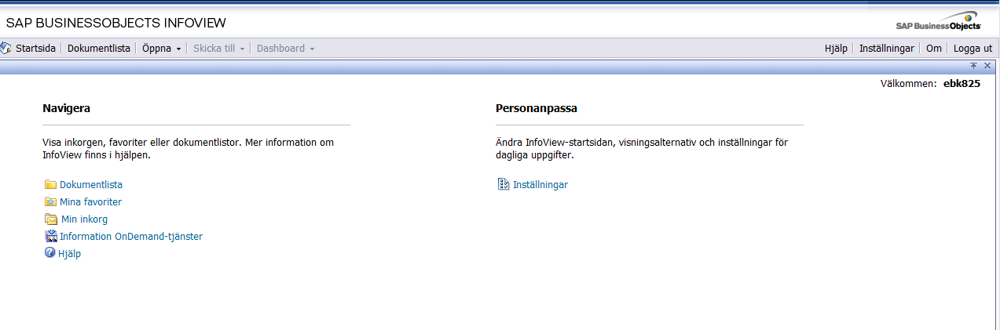 SAP BUSINESSOBJECTS INFOVIEW
SAP BusinessObjects
Startsida Dokumentlista Öppna Skicka till Dashboard Hjälp Inställningar Om Logga ut
Välkommen: ebk825
Navigera
Visa inkorgen, favoriter eller dokumentlistor. Mer information om
InfoView finns i hjälpen.
Dokumentlista
Mina favoriter
Min inkorg
Information OnDemand-tjänster
Hjälp
Personanpassa
Ändra InfoView-startsidan, visningsalternativ och inställningar för
dagliga uppgifter.
Inställningar